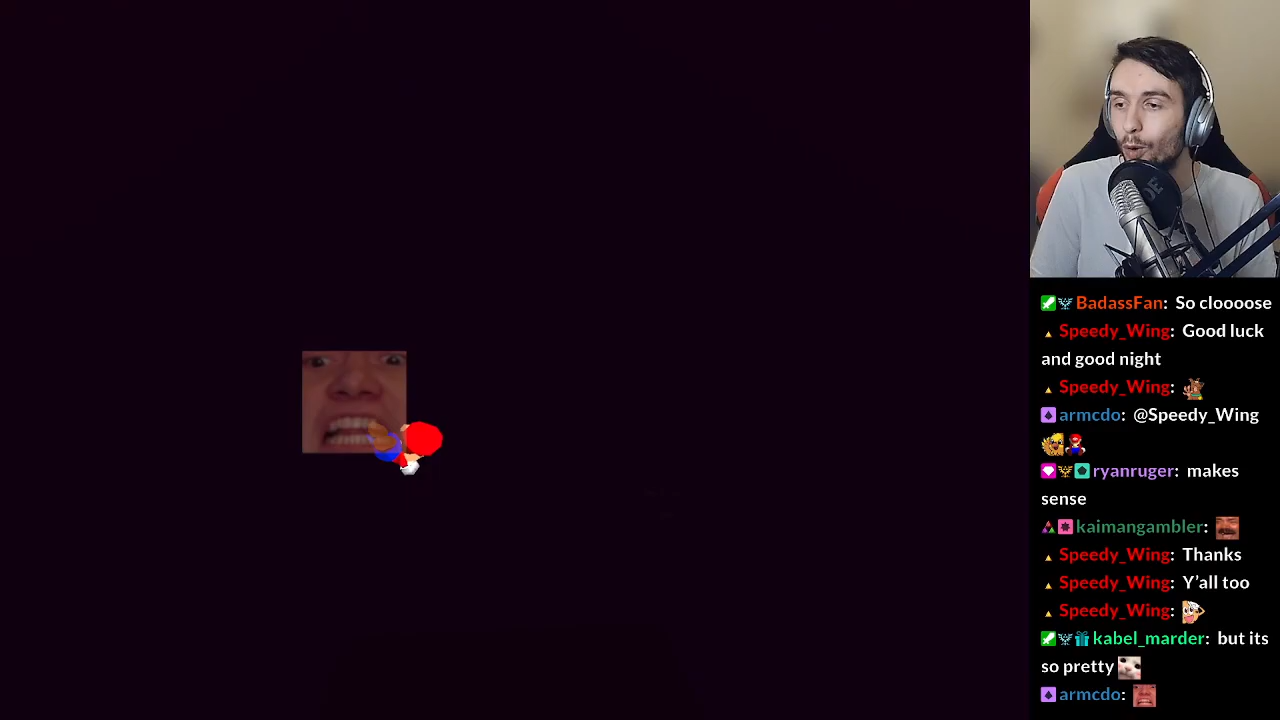 BadassFan: So cloooose
Speedy_Wing: Good luck
and good night
Speedy_Wing:
armcdo: @Speedy_Wing
ryanruger: makes
sense
kaimangambler:
Speedy_Wing: Thanks
Speedy_Wing: Y'all too
Speedy_Wing:
kabel_marder: but its
so pretty
armcdo: